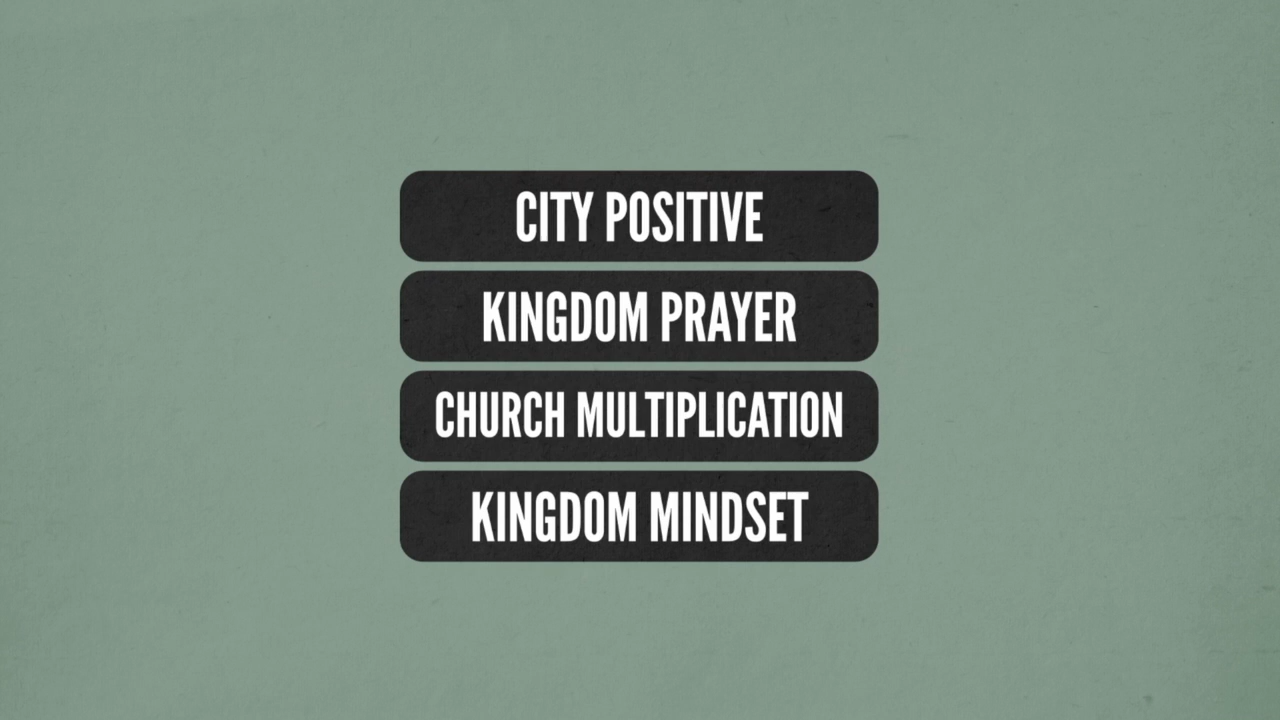 CITY POSITIVE
KINGDOM PRAYER
CHURCH MULTIPLICATION
KINGDOM MINDSET